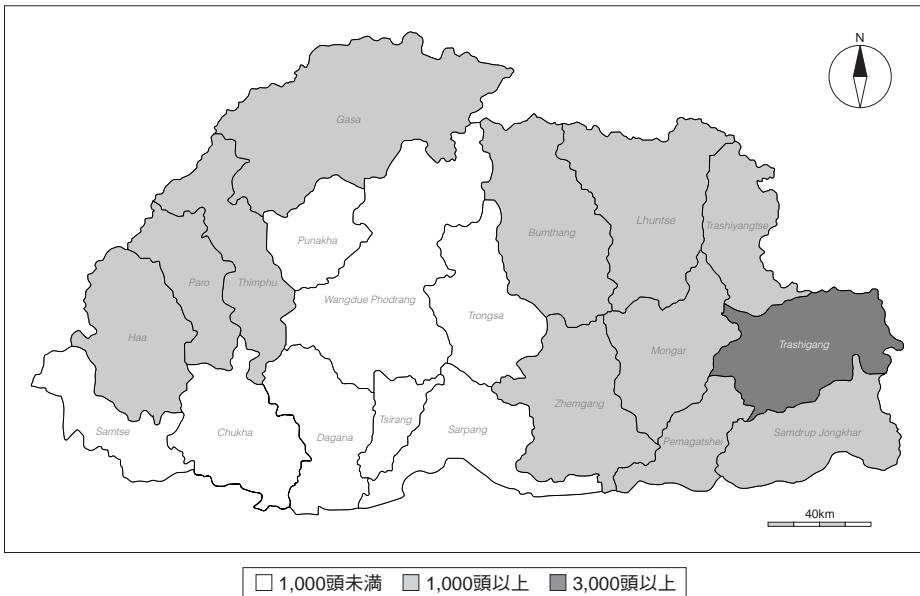 N
Gasa
Punakha
Bumthang
Lhuntse
Trashiyangtse
Paro
Thimphu
Wangdue Phodrang
Trongsa
Haa
Mongar
Trashigang
Zhemgang
Samtse
Chukha
Dagana
Tsirang
Sarpang
Pemagatshei
Samdrup Jongkhar
40km
1,000頭未満 1,000頭以上 3,000頭以上